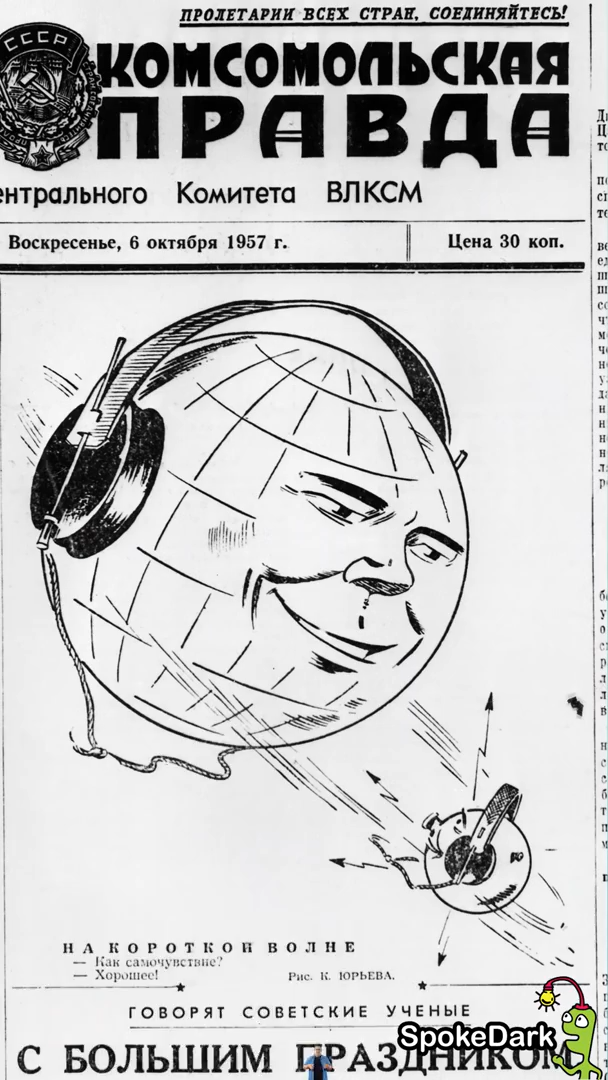 ПРОЛЕТАРИИ ВСЕХ СТРАН, СОЕДИНЯЙТЕСЬ!
СССР
КОМСОМОЛЬСКАЯ
ПРАВДА
ентрального Комитета ВЛКСМ
Воскресенье, 6 октября 1957 г.
Цена 30 коп.
НА КОРОТКОЙ ВОЛНЕ
— Как самочувствие?
— Хорошее!
Рис. К. ЮРЬЕВА.
ГОВОРЯТ СОВЕТСКИЕ УЧЕНЫЕ
С БОЛЬШИМ ПРАЗДНИКОМ
SpokeDark